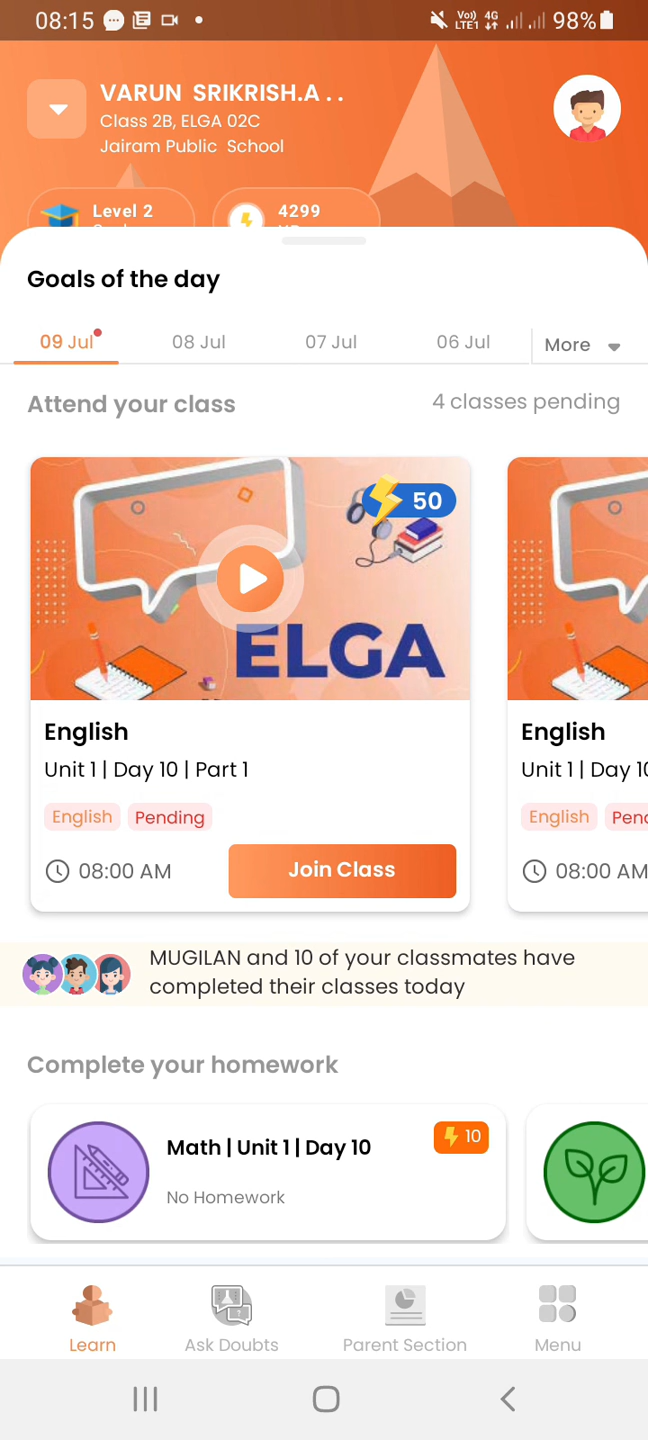 08:15
Vo)) 4G
LTE1
98%
VARUN SRIKRISH.A . .
Class 2B, ELGA 02C
Jairam Public School
Level 2
4299
Goals of the day
09 Jul
08 Jul
07 Jul
06 Jul
More
Attend your class
4 classes pending
50
ELGA
English
Unit 1 | Day 10 | Part 1
English
Pending
08:00 AM
Join Class
English
Unit 1 | Day 10
English
Pend
08:00 AM
MUGILAN and 10 of your classmates have
completed their classes today
Complete your homework
Math | Unit 1 | Day 10
10
No Homework
Learn
Ask Doubts
Parent Section
Menu